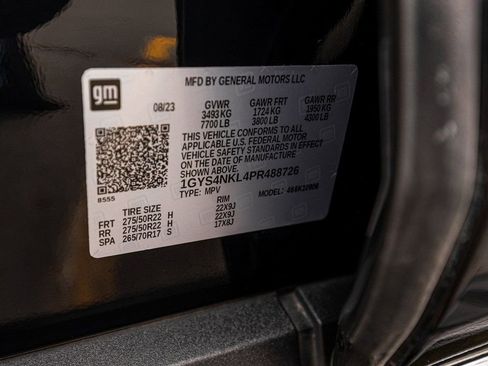 MFD BY GENERAL MOTORS LLC
gm
08/23 GVWR GAWR FRT GAWR RR
3493 KG 1724 KG 1950 KG
7700 LB 3800 LB 4300 LB
THIS VEHICLE CONFORMS TO ALL
APPLICABLE U.S. FEDERAL MOTOR
VEHICLE SAFETY STANDARDS IN EFFECT
ON THE DATE OF MANUFACTURE
SHOWN ABOVE.
1GYS4NKL4PR488726
TYPE: MPV
8555
TIRE SIZE RIM
FRT 275/50R22 H 22X9J
RR 275/50R22 H 22X9J
SPA 265/70R17 S 17X8J